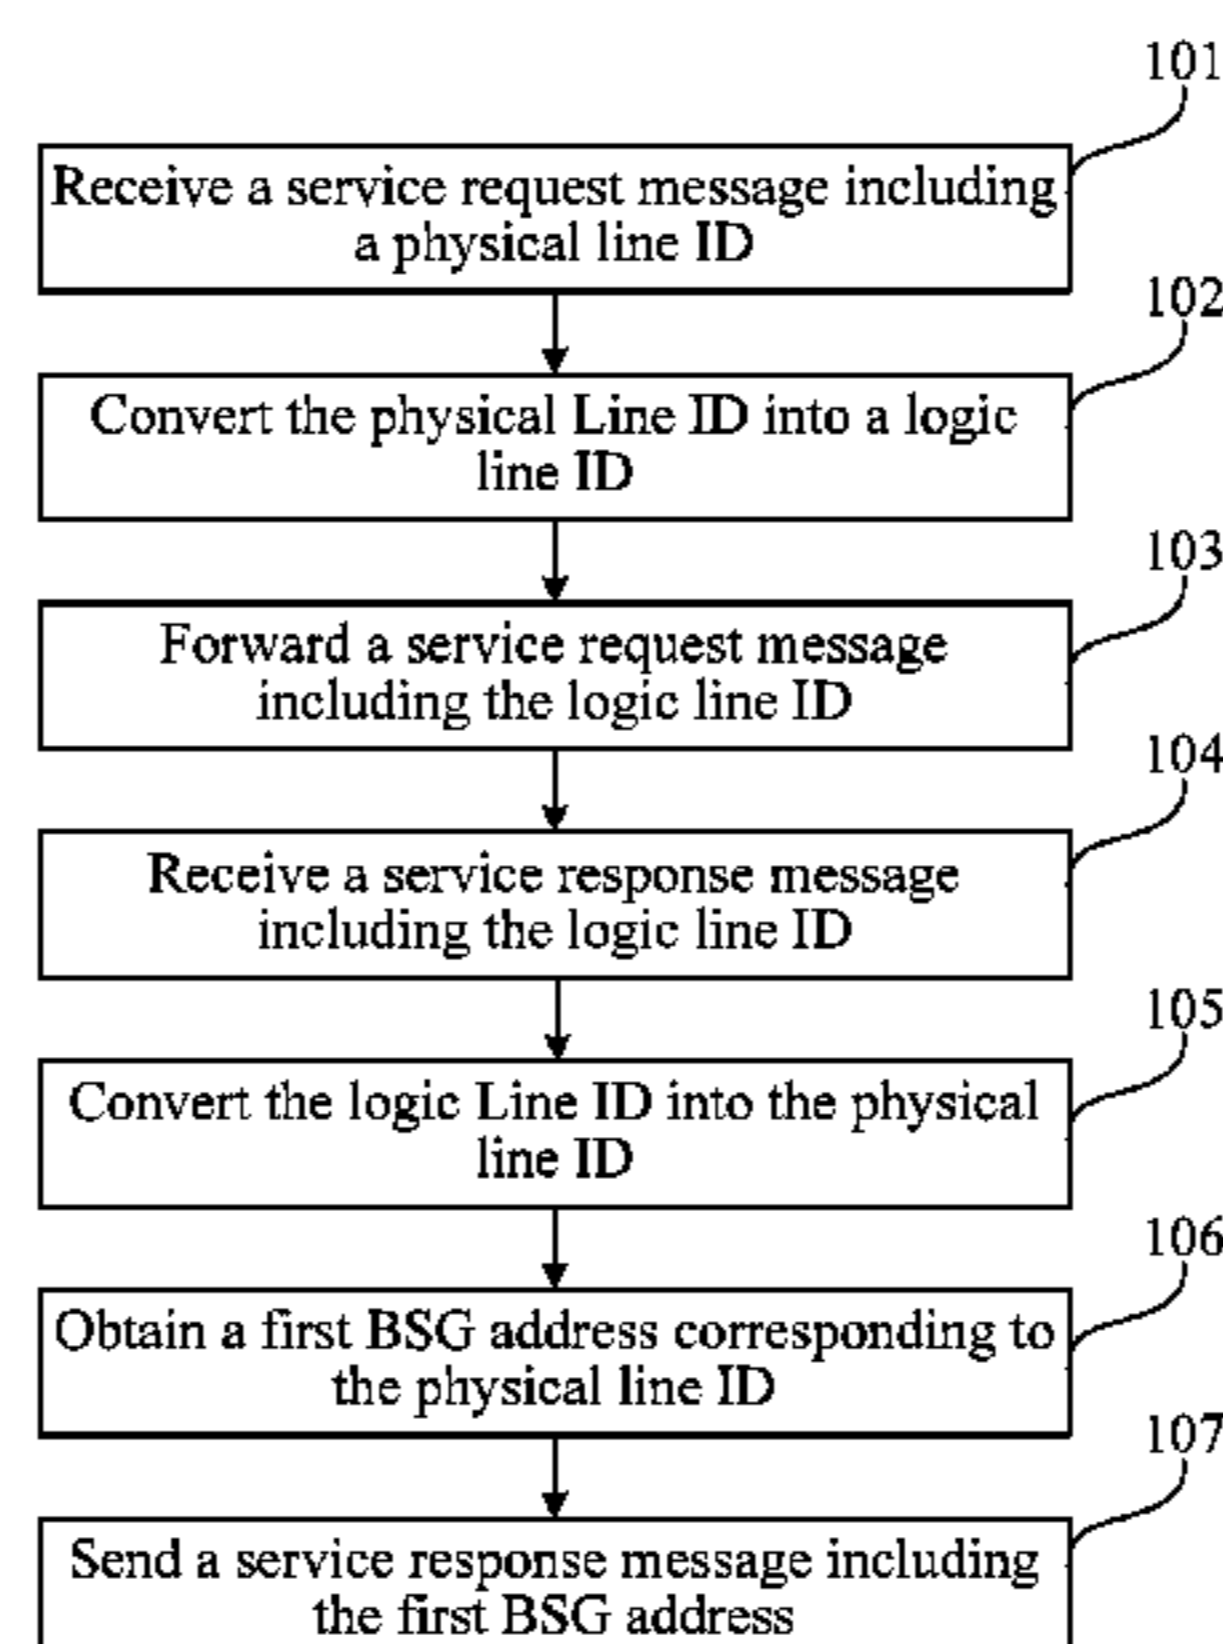 101
Receive a service request message including
a physical line ID
102
Convert the physical Line ID into a logic
line ID
103
Forward a service request message
including the logic line ID
104
Receive a service response message
including the logic line ID
105
Convert the logic Line ID into the physical
line ID
106
Obtain a first BSG address corresponding to
the physical line ID
107
Send a service response message including
the first BSG address